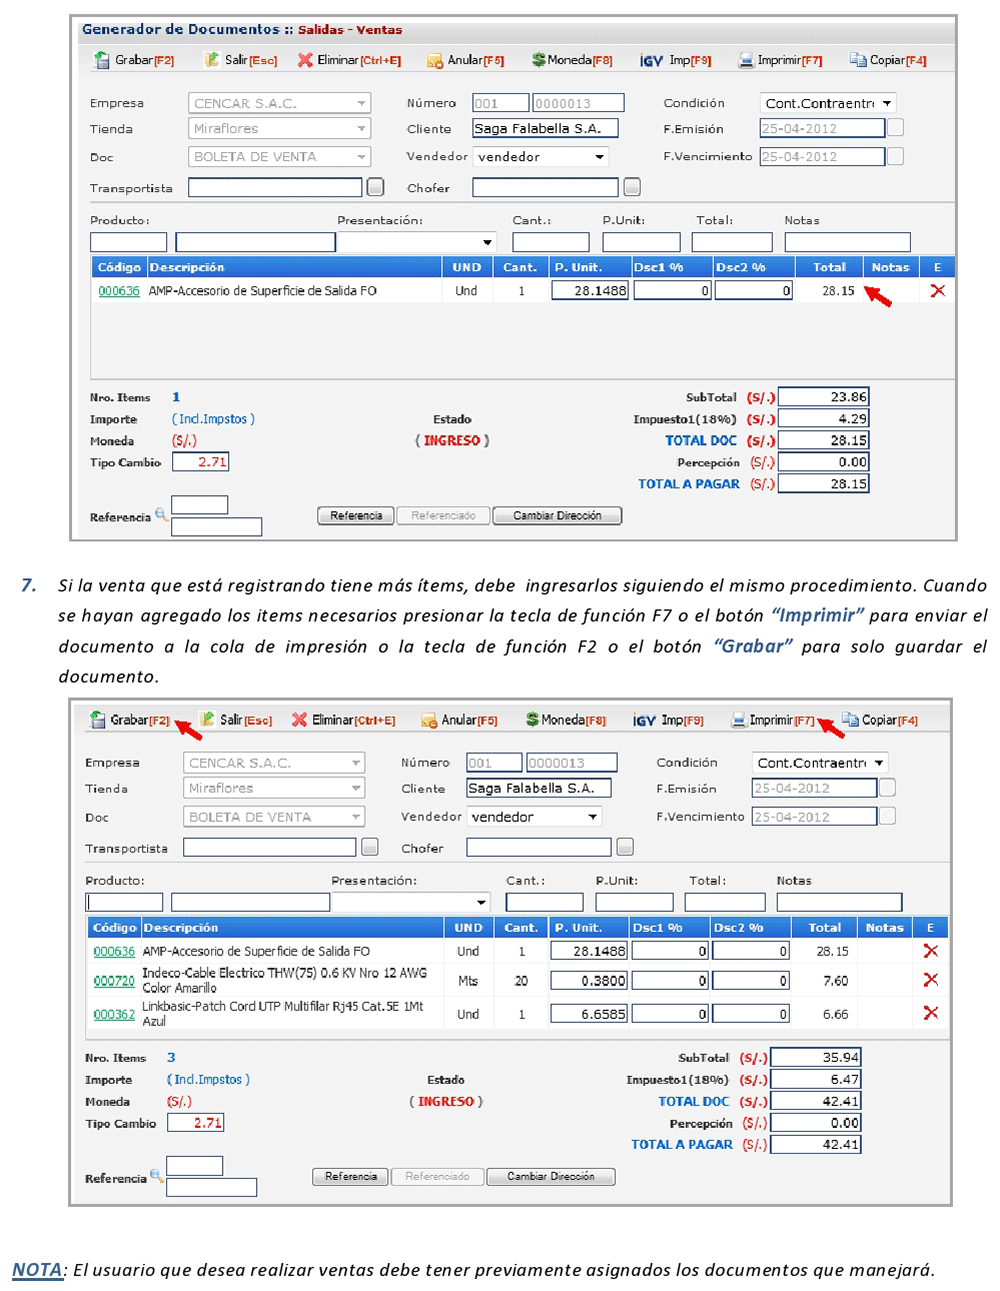 Generador de Documentos :: Salidas - Ventas
Grabar[F2] Salir[Esc] Eliminar[Ctrl+E] Anular[F5] Moneda[F8] IGV Imp[F9] Imprimir[F7] Copiar[F4]
Empresa CENCAR S.A.C. Número 001 0000013 Condición Cont.Contraentr
Tienda Miraflores Cliente Saga Falabella S.A. F.Emisión 25-04-2012
Doc BOLETA DE VENTA Vendedor vendedor F.Vencimiento 25-04-2012
Transportista Chofer
Producto: Presentación: Cant.: P.Unit: Total: Notas
Código Descripción UND Cant. P. Unit. Dsc1 % Dsc2 % Total Notas E
000636 AMP-Accesorio de Superficie de Salida FO Und 1 28.1488 0 0 28.15
Nro. Items 1 SubTotal (S/.) 23.86
Importe (Incl.Impstos) Estado Impuesto1(18%) (S/.) 4.29
Moneda (S/.) ( INGRESO ) TOTAL DOC (S/.) 28.15
Tipo Cambio 2.71 Percepción (S/.) 0.00
TOTAL A PAGAR (S/.) 28.15
Referencia Referencia Referenciado Cambiar Dirección
7. Si la venta que está registrando tiene más ítems, debe ingresarlos siguiendo el mismo procedimiento. Cuando
se hayan agregado los items necesarios presionar la tecla de función F7 o el botón “Imprimir” para enviar el
documento a la cola de impresión o la tecla de función F2 o el botón “Grabar” para solo guardar el
documento.
Grabar[F2] Salir[Esc] Eliminar[Ctrl+E] Anular[F5] Moneda[F8] IGV Imp[F9] Imprimir[F7] Copiar[F4]
Empresa CENCAR S.A.C. Número 001 0000013 Condición Cont.Contraentr
Tienda Miraflores Cliente Saga Falabella S.A. F.Emisión 25-04-2012
Doc BOLETA DE VENTA Vendedor vendedor F.Vencimiento 25-04-2012
Transportista Chofer
Producto: Presentación: Cant.: P.Unit: Total: Notas
Código Descripción UND Cant. P. Unit. Dsc1 % Dsc2 % Total Notas E
000636 AMP-Accesorio de Superficie de Salida FO Und 1 28.1488 0 0 28.15
000720 Indeco-Cable Electrico THW(75) 0.6 KV Nro 12 AWG Mts 20 0.3800 0 0 7.60
Color Amarillo
000362 Linkbasic-Patch Cord UTP Multifilar Rj45 Cat.5E 1Mt Und 1 6.6585 0 0 6.66
Azul
Nro. Items 3 SubTotal (S/.) 35.94
Importe (Incl.Impstos) Estado Impuesto1(18%) (S/.) 6.47
Moneda (S/.) ( INGRESO ) TOTAL DOC (S/.) 42.41
Tipo Cambio 2.71 Percepción (S/.) 0.00
TOTAL A PAGAR (S/.) 42.41
Referencia Referencia Referenciado Cambiar Dirección
NOTA: El usuario que desea realizar ventas debe tener previamente asignados los documentos que manejará.